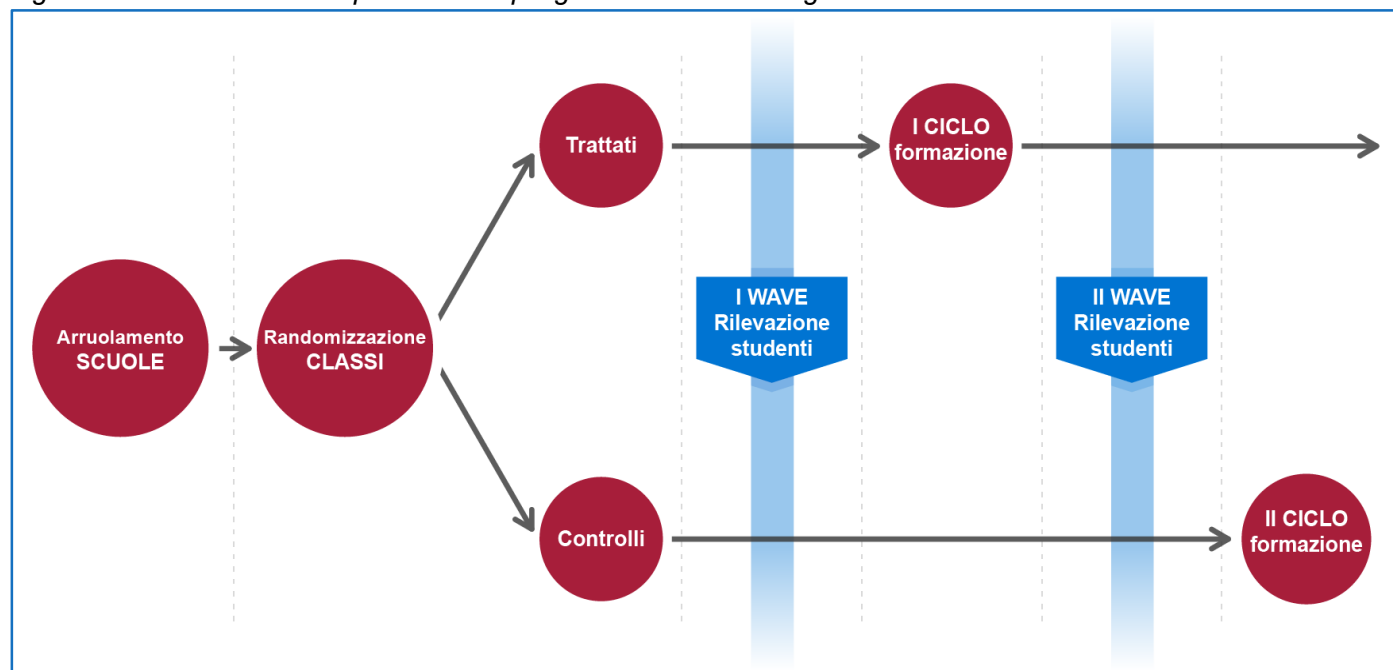 Trattati
I CICLO
formazione
Arruolamento
SCUOLE
Randomizzazione
CLASSI
I WAVE
Rilevazione
studenti
II WAVE
Rilevazione
studenti
Controlli
II CICLO
formazione